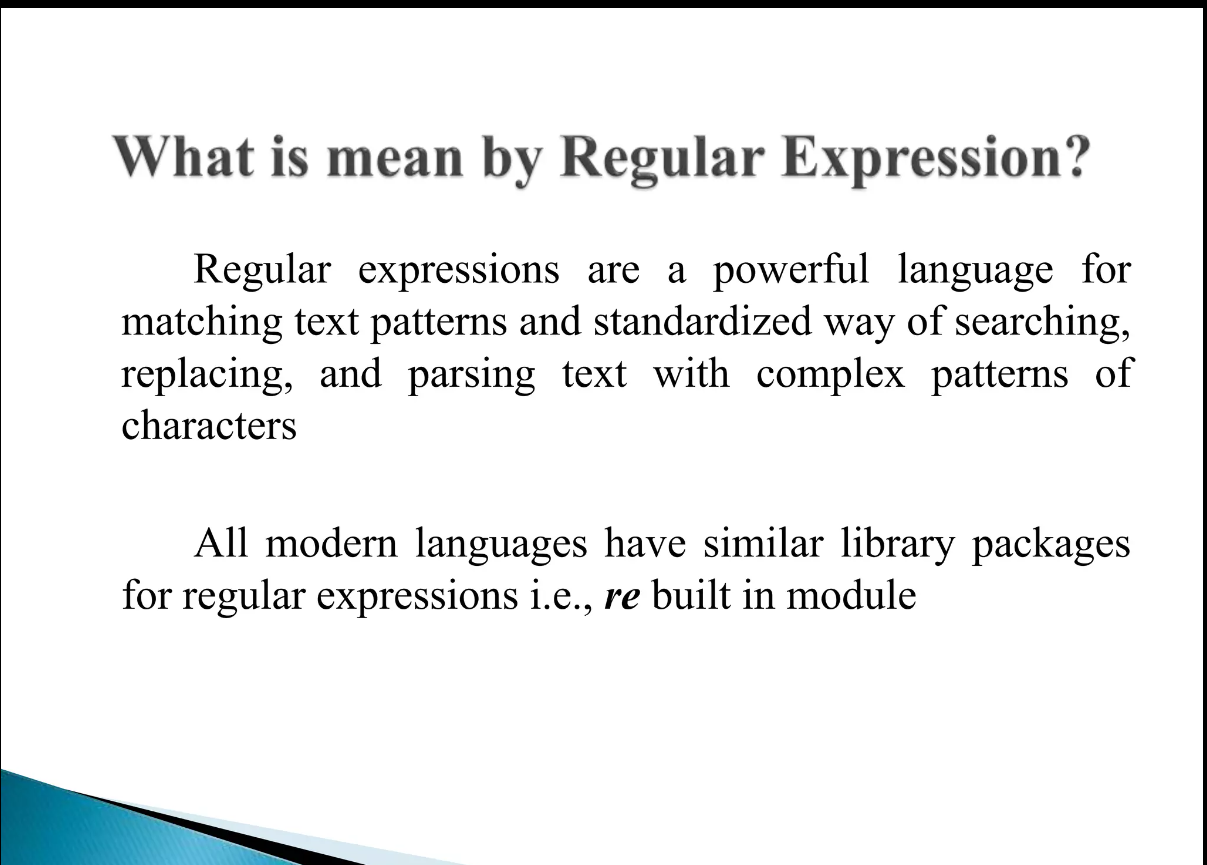 What is mean by Regular Expression?
Regular expressions are a powerful language for
matching text patterns and standardized way of searching,
replacing, and parsing text with complex patterns of
characters
All modern languages have similar library packages
for regular expressions i.e., re built in module